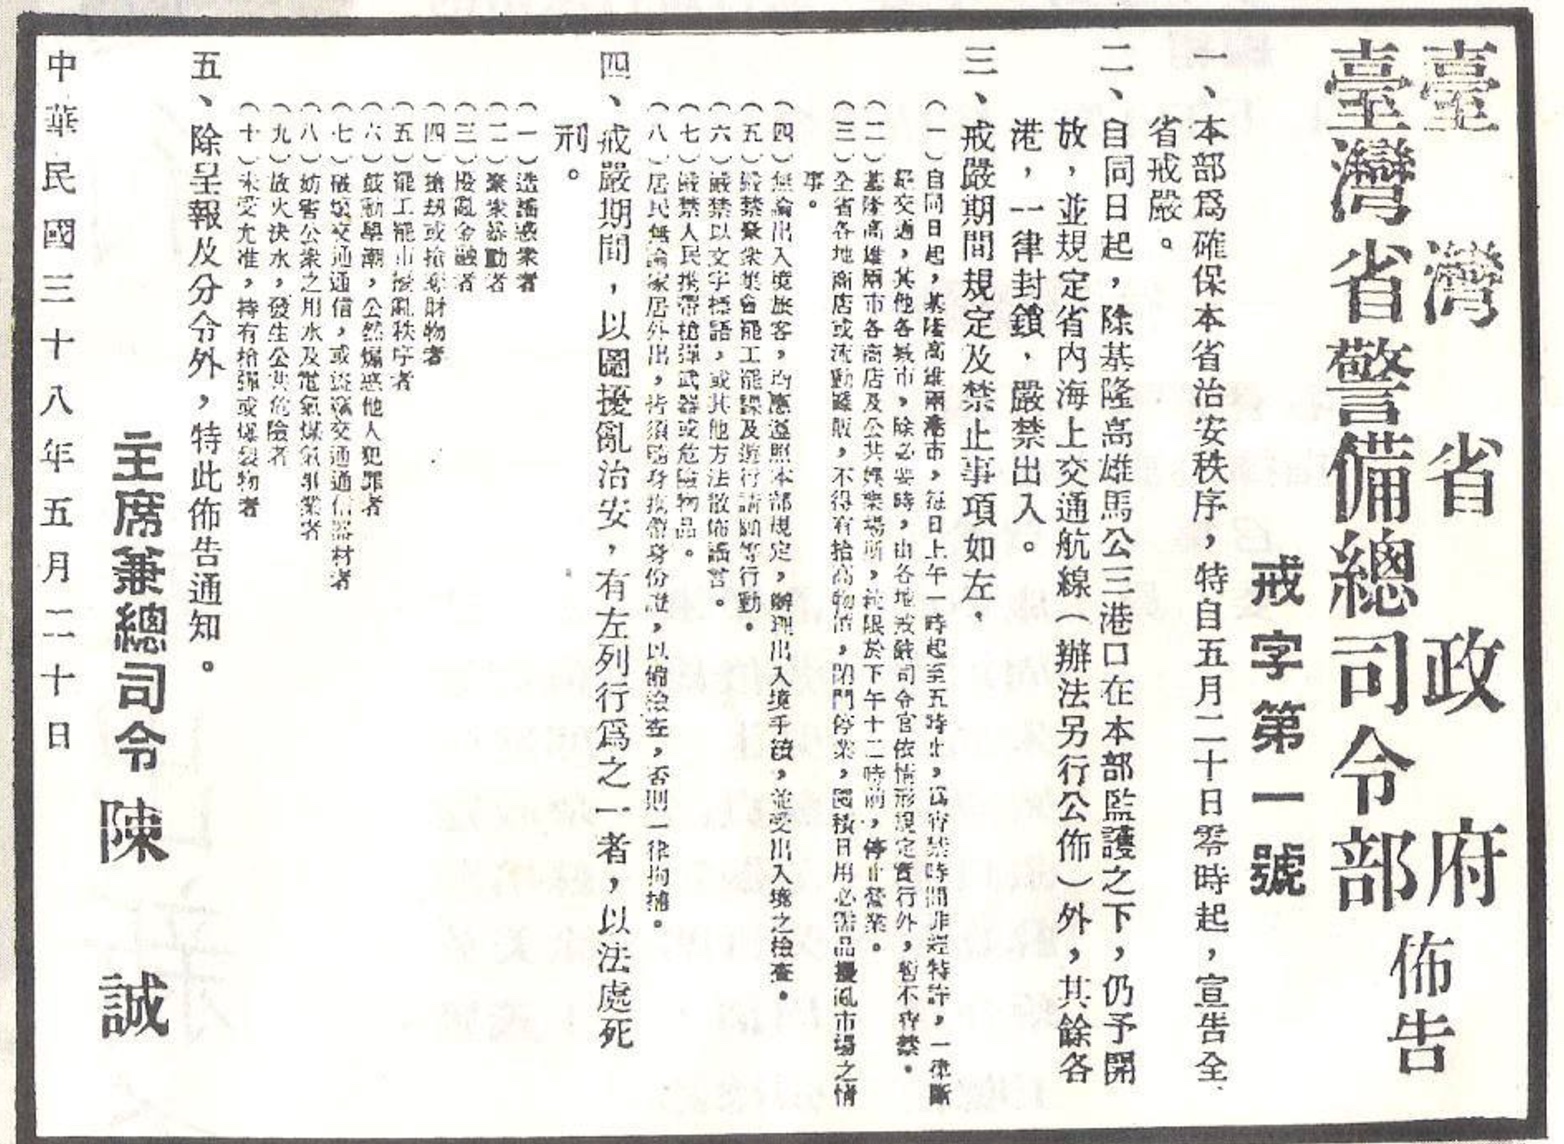 臺灣省政府
臺灣省警備總司令部
佈告
戒字第一號
一、本部爲確保本省治安秩序，特自五月二十日零時起，宣告全
省戒嚴。
二、自同日起，除基隆高雄馬公三港口在本部監護之下，仍予開
放，並規定省內海上交通航線（辦法另行公佈）外，其餘各
港，一律封鎖，嚴禁出入。
三、戒嚴期間規定及禁止事項如左，
（一）自同日起，基隆高雄兩港市，每日上午一時起至五時止，爲宵禁時間非經特許，一律斷
絕交通，其他各城市，除必要時，由各地戒嚴司令官依情形規定實行外，暫不宵禁。
（二）基隆高雄兩市各商店及公共娛樂場所，統限於下午十二時前，停止營業。
（三）全省各地商店或流動攤販，不得有抬高物價，閉門停業，囤積日用必需品擾亂市場之情
事。
（四）無論出入境旅客，均應遵照本部規定，辦理出入境手續，並受出入境之檢查。
（五）嚴禁聚衆集會罷工罷課及遊行請願等行動。
（六）嚴禁以文字標語，或其他方法散佈謠言。
（七）嚴禁人民携帶槍彈武器或危險物品。
（八）居民無論家居外出，皆須隨身携帶身份證，以備檢查，否則一律拘捕。
四、戒嚴期間，以圖擾亂治安，有左列行爲之一者，以法處死
刑。
（一）造謠惑衆者
（二）聚衆暴動者
（三）擾亂金融者
（四）搶刼或搶奪財物者
（五）罷工罷市擾亂秩序者
（六）鼓動學潮，公然煽惑他人犯罪者
（七）破壞交通通信，或盜竊交通通信器材者
（八）妨害公衆之用水及電氣煤氣事業者
（九）放火決水，發生公共危險者
（十）未受允准，持有槍彈或爆裂物者
五、除呈報及分令外，特此佈告通知。
主席兼總司令 陳 誠
中華民國三十八年五月二十日